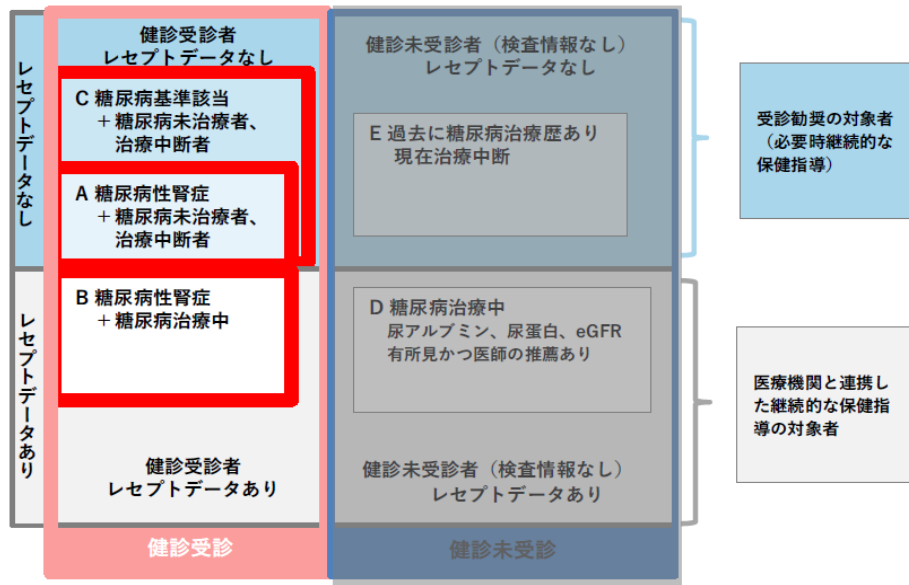 レセプトデータなし
健診受診者
レセプトデータなし
C 糖尿病基準該当
＋糖尿病未治療者、
治療中断者
A 糖尿病性腎症
＋糖尿病未治療者、
治療中断者
健診未受診者（検査情報なし）
レセプトデータなし
E 過去に糖尿病治療歴あり
現在治療中断
受診勧奨の対象者
（必要時継続的な
保健指導）
レセプトデータあり
B 糖尿病性腎症
＋糖尿病治療中
健診受診者
レセプトデータあり
D 糖尿病治療中
尿アルブミン、尿蛋白、eGFR
有所見かつ医師の推薦あり
健診未受診者（検査情報なし）
レセプトデータあり
医療機関と連携し
た継続的な保健指
導の対象者
健診受診
健診未受診